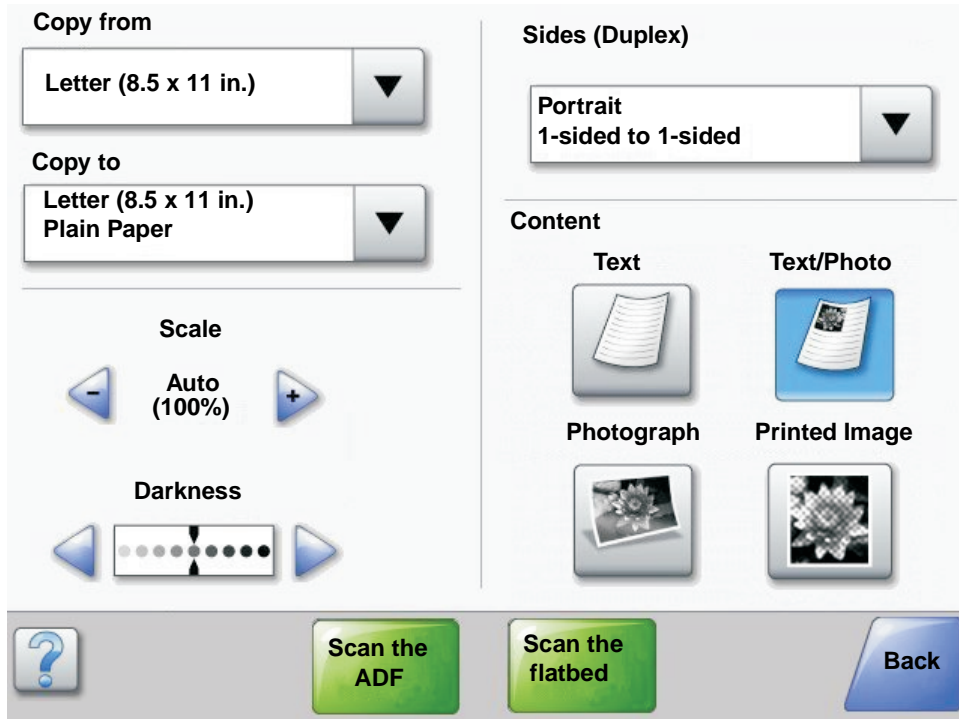 Copy from
Letter (8.5 x 11 in.)
Copy to
Letter (8.5 x 11 in.)
Plain Paper
Scale
-
Auto
(100%)
+
Darkness
Sides (Duplex)
Portrait
1-sided to 1-sided
Content
Text
Text/Photo
Photograph
Printed Image
?
Scan the
ADF
Scan the
flatbed
Back